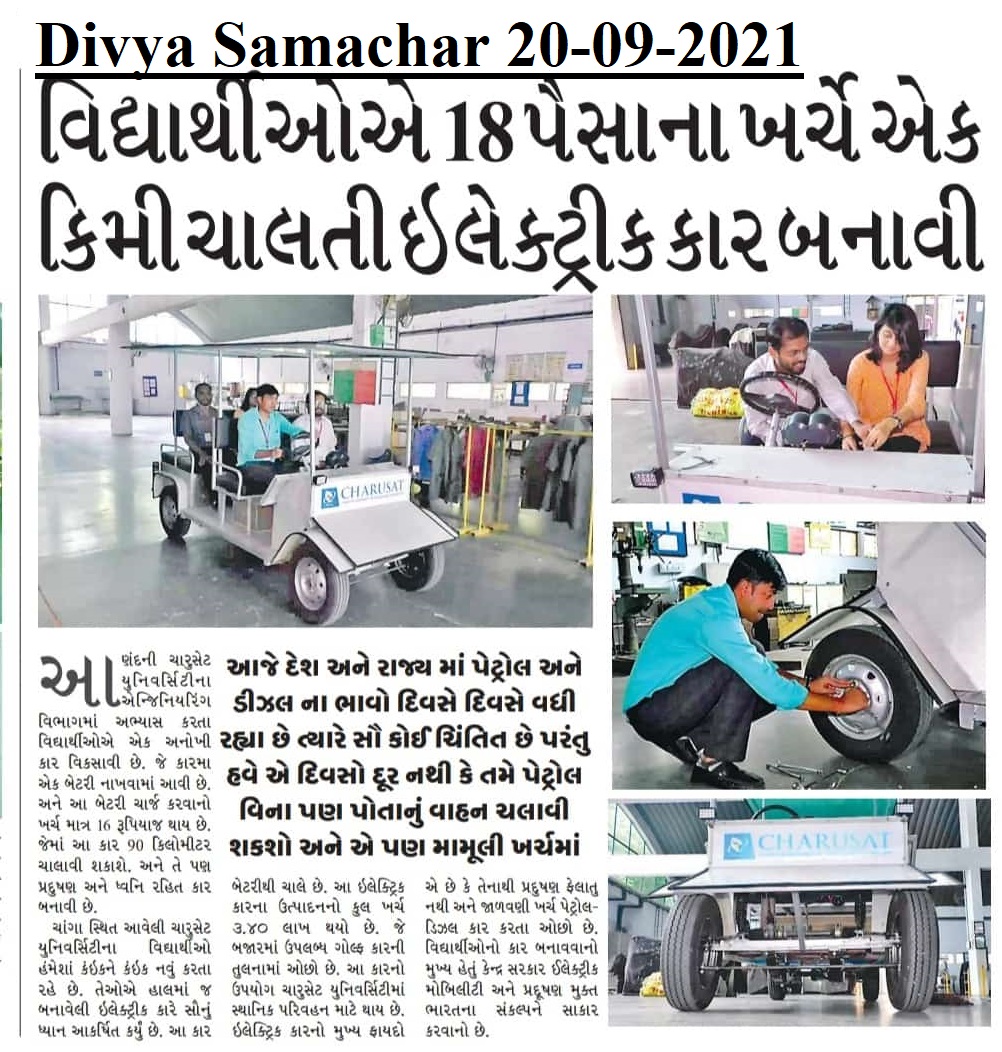 Divya Samachar 20-09-2021
વિદ્યાર્થીઓએ 18 પૈસાના ખર્ચે એક
કિમી ચાલતી ઇલેક્ટ્રીક કાર બનાવી
CHARUSAT
CHARUSAT
આણંદની ચારુસેટ
યુનિવર્સિટીના
એન્જિનિયરિંગ
વિભાગમાં અભ્યાસ કરતા
વિદ્યાર્થીઓએ એક અનોખી
કાર વિકસાવી છે. જે કારમા
એક બેટરી નાખવામાં આવી છે.
અને આ બેટરી ચાર્જ કરવાનો
ખર્ચ માત્ર 16 રૂપિયાજ થાય છે.
જેમાં આ કાર 90 કિલોમીટર
ચાલાવી શકાશે. અને તે પણ
પ્રદુષણ અને ધ્વનિ રહિત કાર
બનાવી છે.
ચાંગા સ્થિત આવેલી ચારુસેટ
યુનિવર્સિટીના વિદ્યાર્થીઓ
હંમેશાં કંઇકને કંઇક નવું કરતા
રહે છે. તેઓએ હાલમાં જ
બનાવેલી ઇલેક્ટ્રીક કારે સૌનું
ધ્યાન આકર્ષિત કર્યું છે. આ કાર
આજે દેશ અને રાજ્ય માં પેટ્રોલ અને
ડીઝલ ના ભાવો દિવસે દિવસે વધી
રહ્યા છે ત્યારે સૌ કોઈ ચિંતિત છે પરંતુ
હવે એ દિવસો દૂર નથી કે તમે પેટ્રોલ
વિના પણ પોતાનું વાહન ચલાવી
શકશો અને એ પણ મામૂલી ખર્ચમાં
બેટરીથી ચાલે છે. આ ઇલેક્ટ્રિક
કારના ઉત્પાદનનો કુલ ખર્ચ
૩.૪૦ લાખ થયો છે. જે
બજારમાં ઉપલબ્ધ ગોલ્ફ કારની
તુલનામાં ઓછી છે. આ કારનો
ઉપયોગ ચારુસેટ યુનિવર્સિટીમાં
સ્થાનિક પરિવહન માટે થાય છે.
ઇલેક્ટ્રિક કારનો મુખ્ય ફાયદો
એ છે કે તેનાથી પ્રદૂષણ ફેલાતુ
નથી અને જાળવણી ખર્ચ પેટ્રોલ-
ડિઝલ કાર કરતા ઓછી છે.
વિદ્યાર્થીઓનો કાર બનાવવાનો
મુખ્ય હેતું કેન્દ્ર સરકાર ઈલેક્ટ્રીક
મોબિલીટી અને પ્રદૂષણ મુક્ત
ભારતના સંકલ્પને સાકાર
કરવાનો છે.